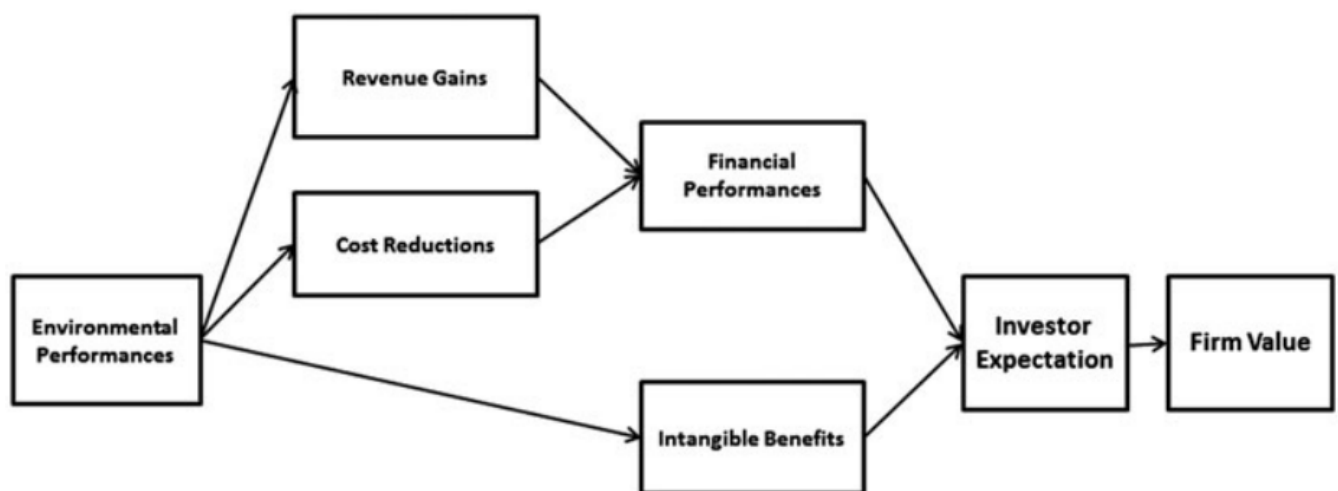 Revenue Gains
Financial
Performances
Cost Reductions
Environmental
Performances
Investor
Expectation
Firm Value
Intangible Benefits